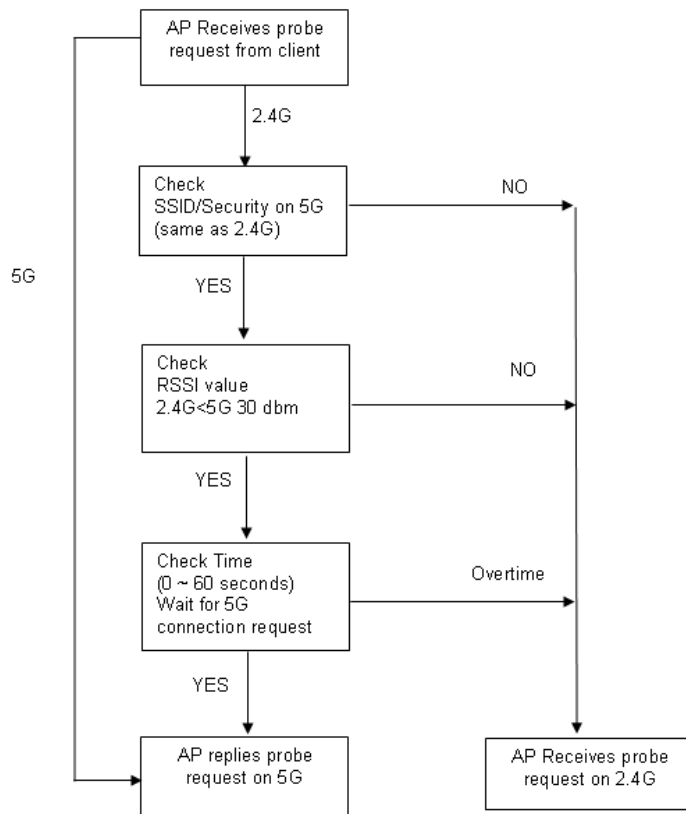 AP Receives probe
request from client
2.4G
Check
SSID/Security on 5G
(same as 2.4G)
NO
5G
YES
Check
RSSI value
2.4G<5G 30 dbm
NO
YES
Check Time
(0 ~ 60 seconds)
Wait for 5G
connection request
Overtime
YES
AP replies probe
request on 5G
AP Receives probe
request on 2.4G